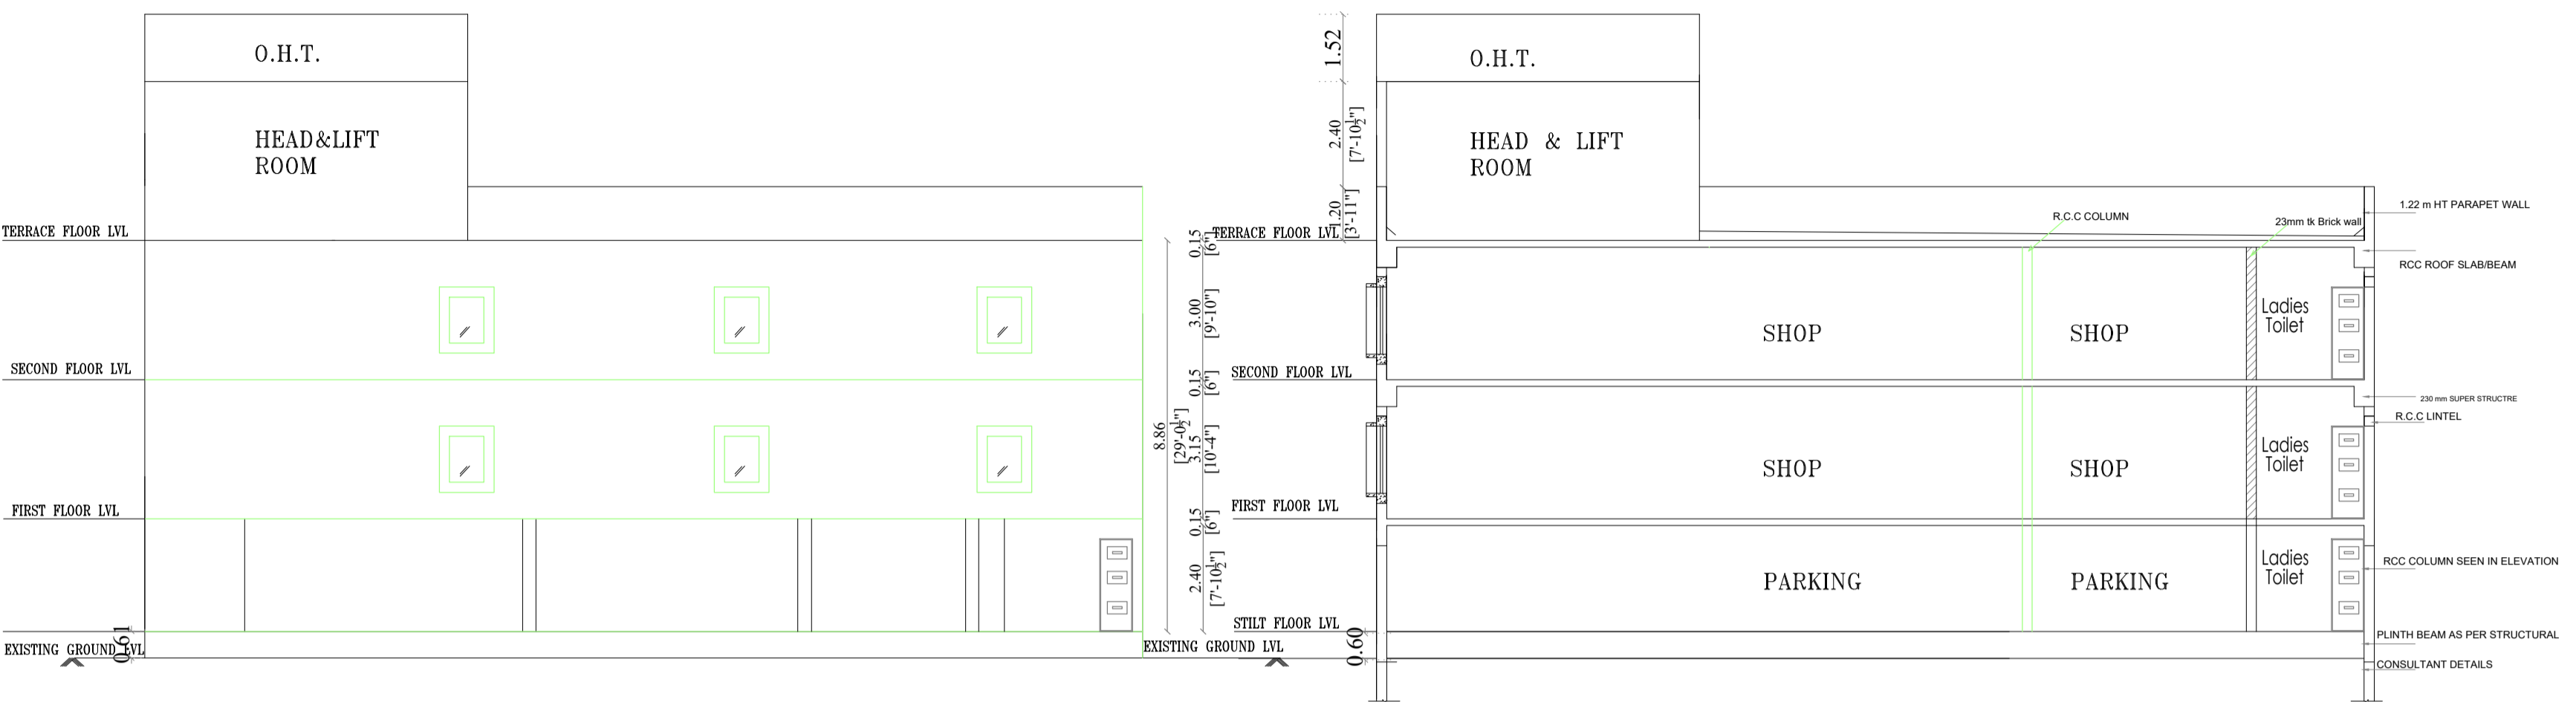 O.H.T.
HEAD&LIFT
ROOM
TERRACE FLOOR LVL
SECOND FLOOR LVL
FIRST FLOOR LVL
0.61
EXISTING GROUND LVL
8.86
[29'-0½"]
0.15
[6"]
3.00
[9'-10"]
0.15
[6"]
3.15
[10'-4"]
0.15
[6"]
2.40
[7'-10½"]
1.52
2.40
[7'-10½"]
1.20
[3'-11"]
O.H.T.
HEAD & LIFT
ROOM
TERRACE FLOOR LVL
SECOND FLOOR LVL
FIRST FLOOR LVL
STILT FLOOR LVL
EXISTING GROUND LVL
0.60
R.C.C COLUMN
23mm tk Brick wall
SHOP
SHOP
Ladies
Toilet
SHOP
SHOP
Ladies
Toilet
PARKING
PARKING
Ladies
Toilet
1.22 m HT PARAPET WALL
RCC ROOF SLAB/BEAM
230 mm SUPER STRUCTRE
R.C.C LINTEL
RCC COLUMN SEEN IN ELEVATION
PLINTH BEAM AS PER STRUCTURAL
CONSULTANT DETAILS